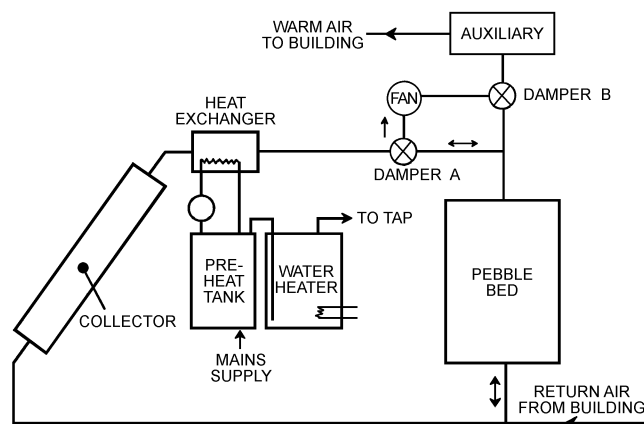 WARM AIR
TO BUILDING
AUXILIARY
FAN
DAMPER B
HEAT
EXCHANGER
DAMPER A
TO TAP
PRE-
HEAT
TANK
WATER
HEATER
PEBBLE
BED
COLLECTOR
MAINS
SUPPLY
RETURN AIR
FROM BUILDING